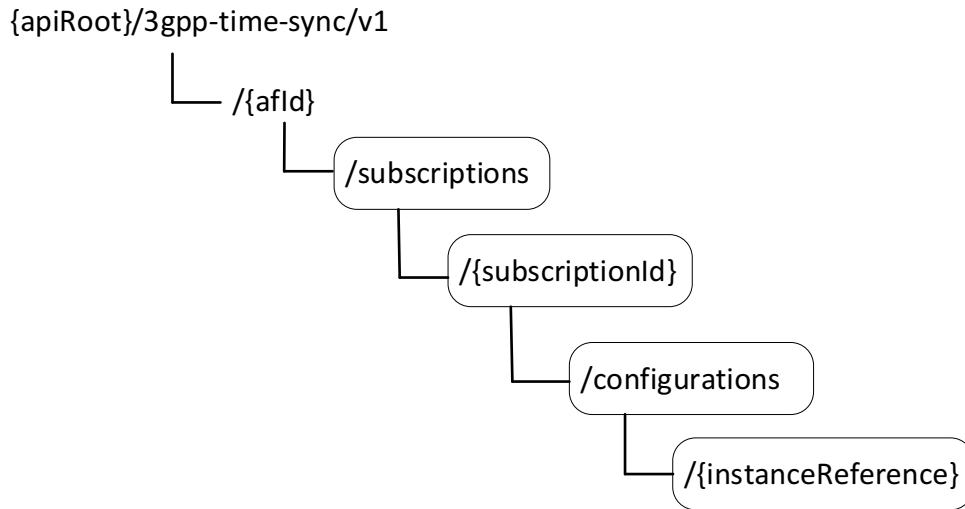 {apiRoot}/3gpp-time-sync/v1
/{afId}
/subscriptions
/{subscriptionId}
/configurations
/{instanceReference}